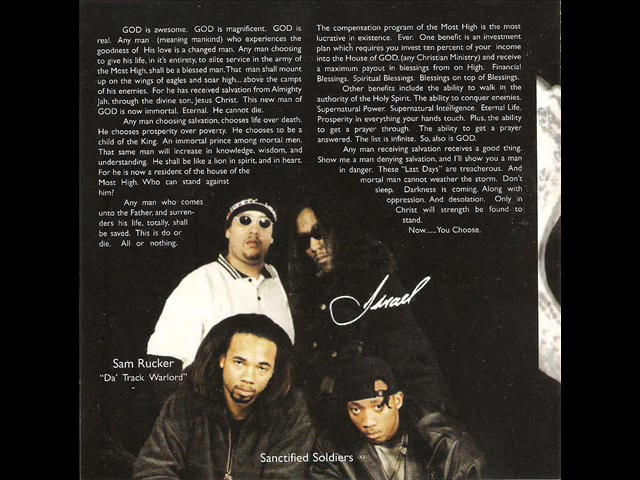 GOD is awesome. GOD is magnificent. GOD is
real. Any man (meaning mankind) who experiences the
goodness of His love is a changed man. Any man choosing
to give his life, in it's entirety, to elite service in the army of
the Most High, shall be a blessed man. That man shall mount
up on the wings of eagles and soar high... above the camps
of his enemies. For he has received salvation from Almighty
Jah, through the divine son, Jesus Christ. This new man of
GOD is now immortal. Eternal. He cannot die.
Any man choosing salvation, chooses life over death.
He chooses prosperity over poverty. He chooses to be a
child of the King. An immortal prince among mortal men.
That same man will increase in knowledge, wisdom, and
understanding. He shall be like a lion in spirit, and in heart.
For he is now a resident of the house of the
Most High. Who can stand against
him?
Any man who comes
unto the Father, and surren-
ders his life, totally, shall
be saved. This is do or
die. All or nothing.
The compensation program of the Most High is the most
lucrative in existence. Ever. One benefit is an investment
plan which requires you invest ten percent of your income
into the House of GOD, (any Christian Ministry) and receive
a maximum payout in blessings from on High. Financial
Blessings. Spiritual Blessings. Blessings on top of Blessings.
Other benefits include the ability to walk in the
authority of the Holy Spirit. The ability to conquer enemies.
Supernatural Power. Supernatural Intelligence. Eternal Life.
Prosperity in everything your hands touch. Plus, the ability
to get a prayer through. The ability to get a prayer
answered. The list is infinite. So, also is GOD.
Any man receiving salvation receives a good thing.
Show me a man denying salvation, and I'll show you a man
in danger. These "Last Days" are treacherous. And
mortal man cannot weather the storm. Don't
sleep. Darkness is coming. Along with
oppression. And desolation. Only in
Christ will strength be found to
stand.
Now......You Choose.
Israel
Sam Rucker
"Da' Track Warlord"
Sanctified Soldiers